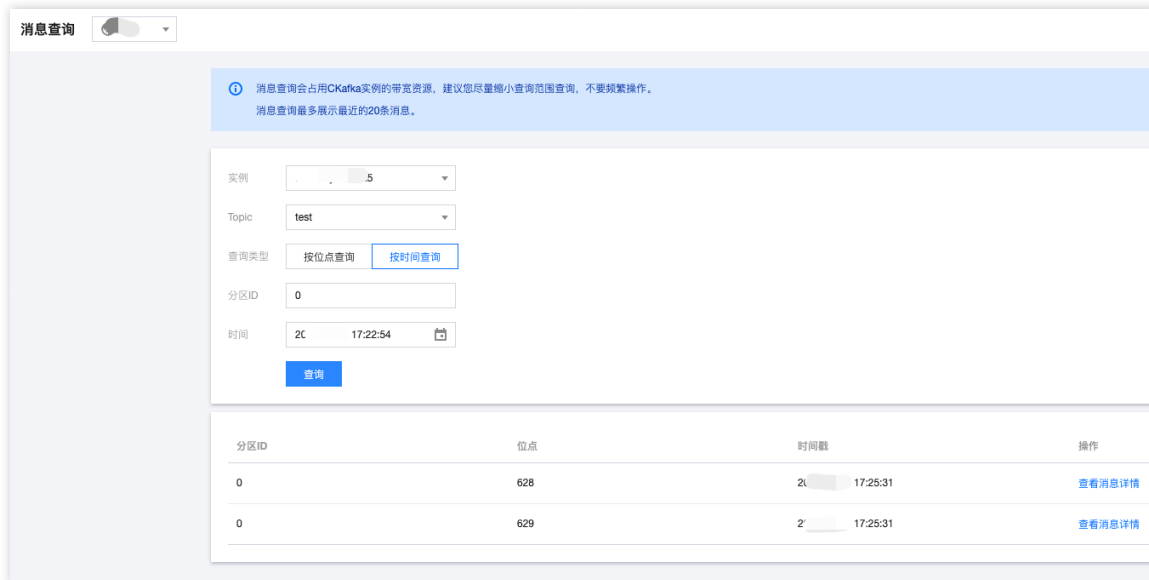 消息查询
消息查询会占用CKafka实例的带宽资源，建议您尽量缩小查询范围查询，不要频繁操作。
消息查询最多展示最近的20条消息。
实例 .5
Topic test
查询类型 按位点查询 按时间查询
分区ID 0
时间 17:22:54
查询
分区ID 位点 时间戳 操作
0 628 17:25:31 查看消息详情
0 629 17:25:31 查看消息详情